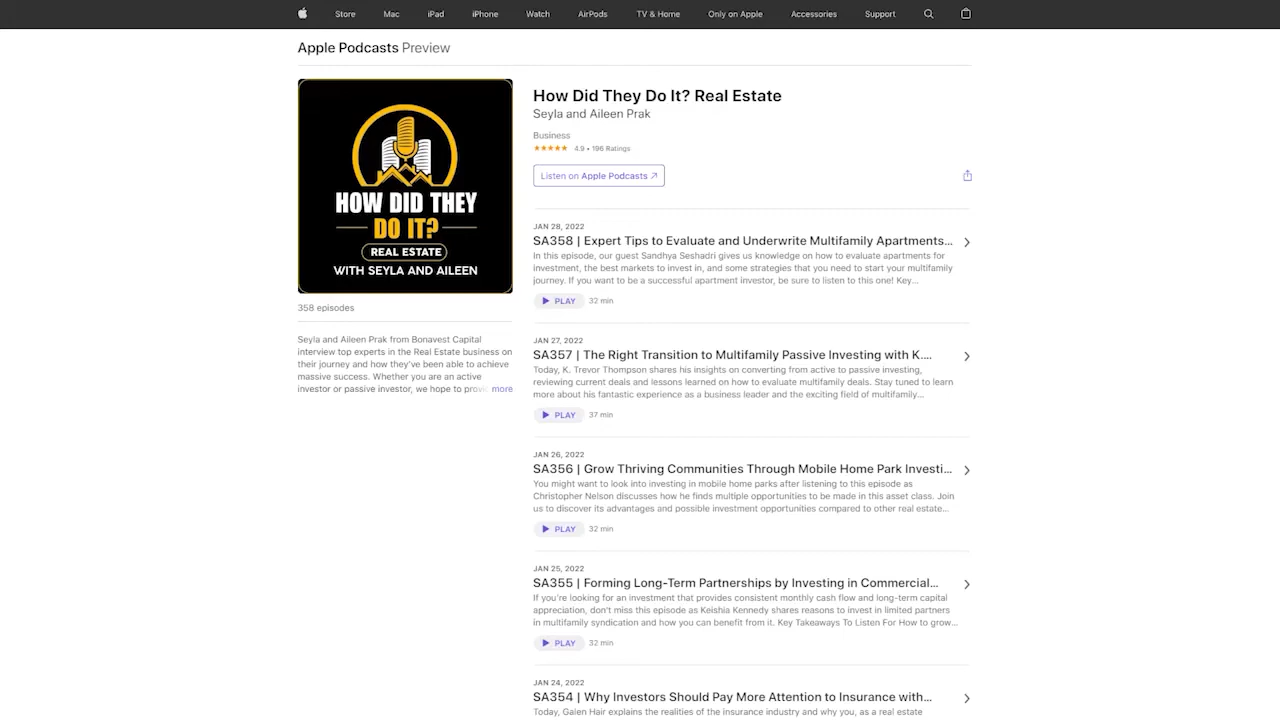 Store Mac iPad iPhone Watch AirPods TV & Home Only on Apple Accessories Support
Apple Podcasts Preview
HOW DID THEY
DO IT?
REAL ESTATE
WITH SEYLA AND AILEEN
358 episodes
Seyla and Aileen Prak from Bonavest Capital
interview top experts in the Real Estate business on
their journey and how they've been able to achieve
massive success. Whether you are an active
investor or passive investor, we hope to provi more
How Did They Do It? Real Estate
Seyla and Aileen Prak
Business
★★★★★ 4.9 • 196 Ratings
Listen on Apple Podcasts ↗
JAN 28, 2022
SA358 | Expert Tips to Evaluate and Underwrite Multifamily Apartments...
In this episode, our guest Sandhya Seshadri gives us knowledge on how to evaluate apartments for
investment, the best markets to invest in, and some strategies that you need to start your multifamily
journey. If you want to be a successful apartment investor, be sure to listen to this one! Key...
PLAY 32 min
JAN 27, 2022
SA357 | The Right Transition to Multifamily Passive Investing with K....
Today, K. Trevor Thompson shares his insights on converting from active to passive investing,
reviewing current deals and lessons learned on how to evaluate multifamily deals. Stay tuned to learn
more about his fantastic experience as a business leader and the exciting field of multifamily...
PLAY 37 min
JAN 26, 2022
SA356 | Grow Thriving Communities Through Mobile Home Park Investi...
You might want to look into investing in mobile home parks after listening to this episode as
Christopher Nelson discusses how he finds multiple opportunities to be made in this asset class. Join
us to discover its advantages and possible investment opportunities compared to other real estate...
PLAY 32 min
JAN 25, 2022
SA355 | Forming Long-Term Partnerships by Investing in Commercial...
If you're looking for an investment that provides consistent monthly cash flow and long-term capital
appreciation, don't miss this episode as Keishia Kennedy shares reasons to invest in limited partners
in multifamily syndication and how you can benefit from it. Key Takeaways To Listen For How to grow...
PLAY 32 min
JAN 24, 2022
SA354 | Why Investors Should Pay More Attention to Insurance with...
Today, Galen Hair explains the realities of the insurance industry and why you, as a real estate